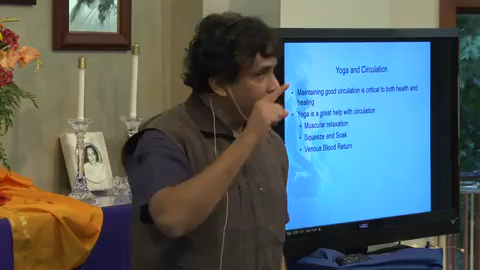 Yoga and Circulation
• Maintaining good circulation is critical to both health and
healing
• Yoga is a great help with circulation
• Muscular relaxation
• Squeeze and Soak
• Venous Blood Return
VIZIO